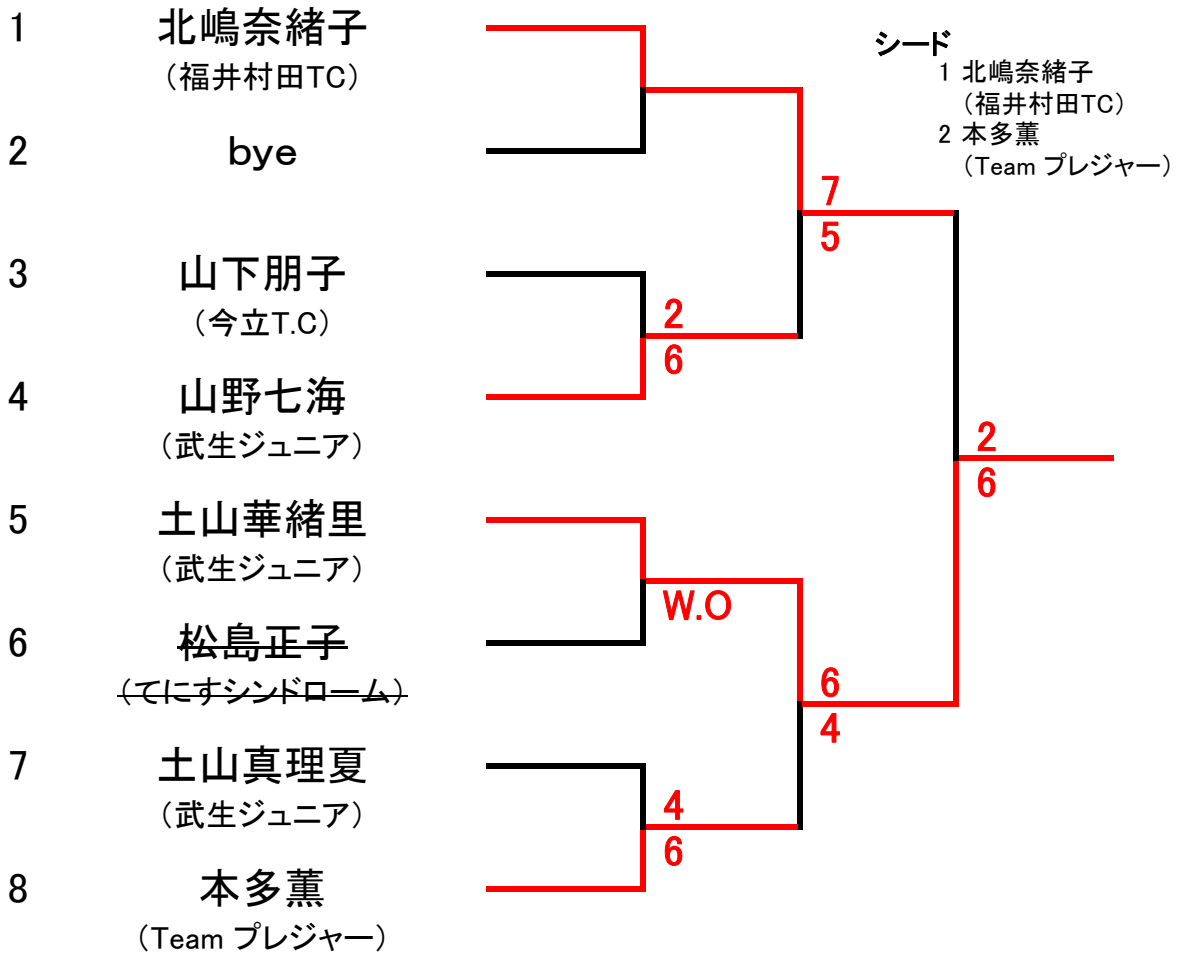 1 北嶋奈緒子
（福井村田TC）
2 bye
3 山下朋子
（今立T.C）
4 山野七海
（武生ジュニア）
5 土山華緒里
（武生ジュニア）
6 松島正子
（てにすシンドローム）
7 土山真理夏
（武生ジュニア）
8 本多薫
（Team プレジャー）
2
6
W.O
4
6
7
5
6
4
2
6
シード
1 北嶋奈緒子
（福井村田TC）
2 本多薫
（Team プレジャー）